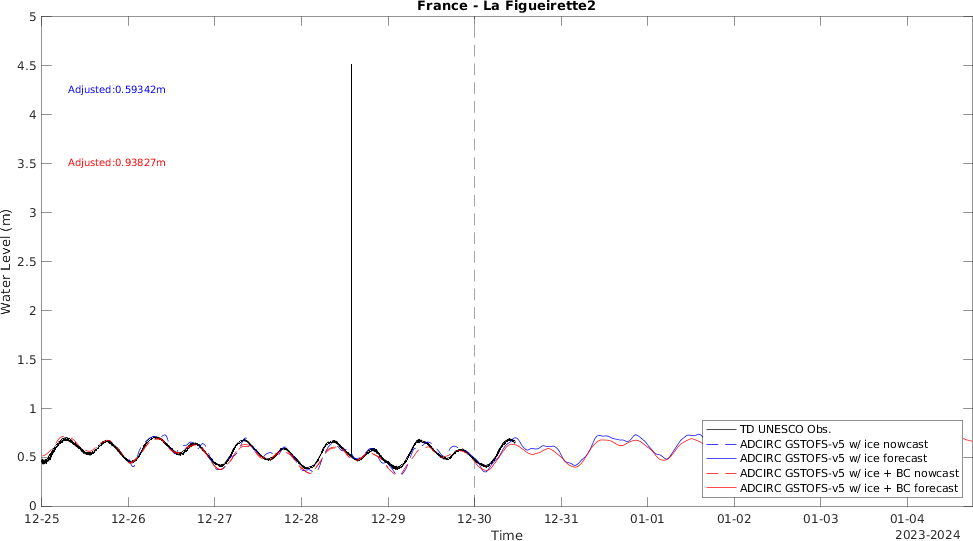 France - La Figueirette2
5
4.5
4
3.5
3
2.5
2
1.5
1
0.5
0
Water Level (m)
Adjusted:0.59342m
Adjusted:0.93827m
TD UNESCO Obs.
ADCIRC GSTOFS-v5 w/ ice nowcast
ADCIRC GSTOFS-v5 w/ ice forecast
ADCIRC GSTOFS-v5 w/ ice + BC nowcast
ADCIRC GSTOFS-v5 w/ ice + BC forecast
12-25 12-26 12-27 12-28 12-29 12-30 12-31 01-01 01-02 01-03 01-04
Time
2023-2024